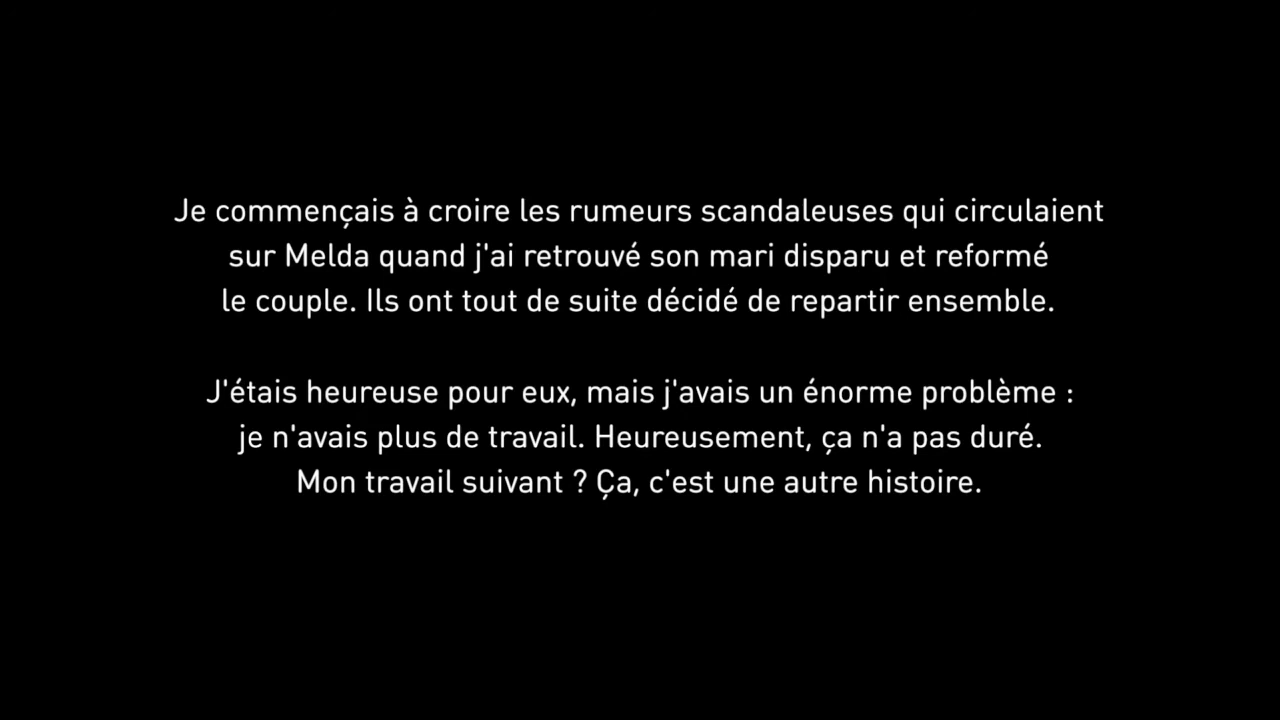 Je commençais à croire les rumeurs scandaleuses qui circulaient
sur Melda quand j'ai retrouvé son mari disparu et reformé
le couple. Ils ont tout de suite décidé de repartir ensemble.
J'étais heureuse pour eux, mais j'avais un énorme problème :
je n'avais plus de travail. Heureusement, ça n'a pas duré.
Mon travail suivant ? Ça, c'est une autre histoire.